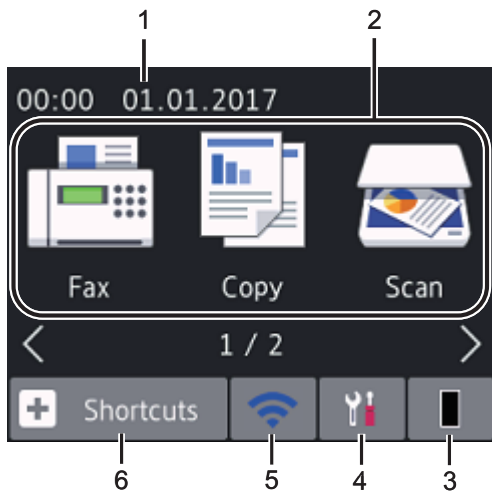 1 2
00:00 01.01.2017
Fax Copy Scan
< 1 / 2 >
+ Shortcuts
6 5 4 3